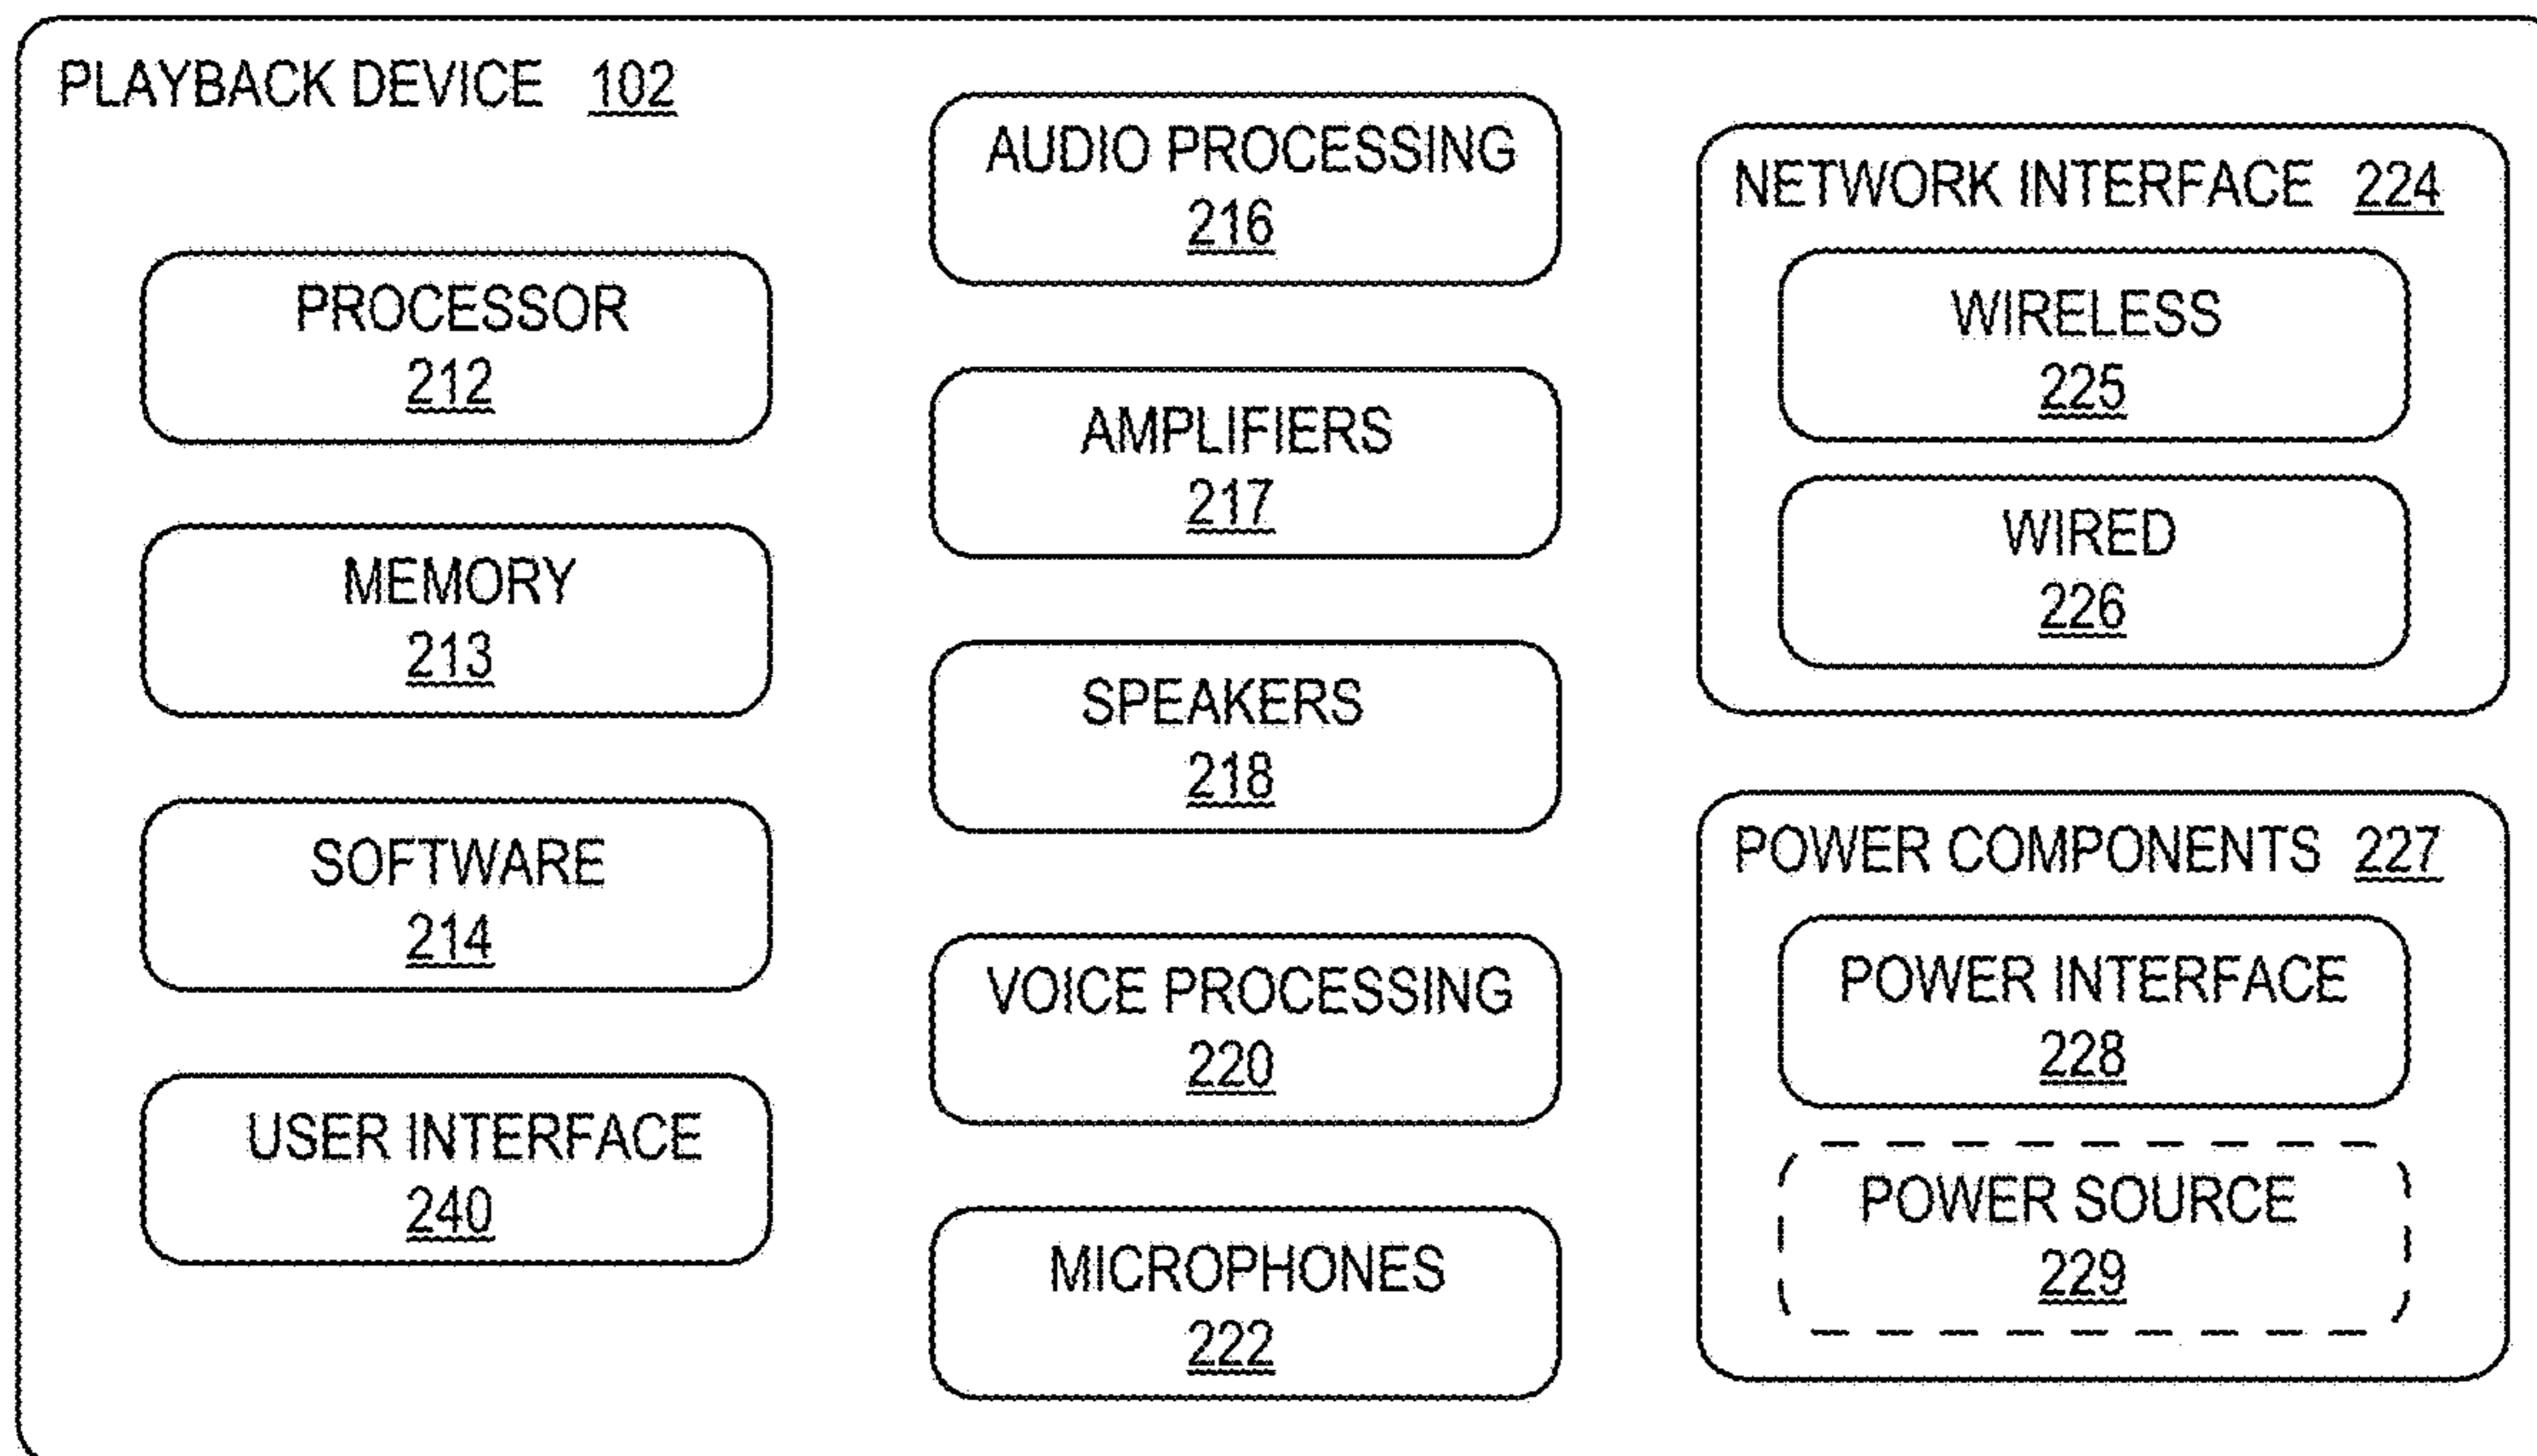 PLAYBACK DEVICE 102
PROCESSOR
212
MEMORY
213
SOFTWARE
214
USER INTERFACE
240
AUDIO PROCESSING
216
AMPLIFIERS
217
SPEAKERS
218
VOICE PROCESSING
220
MICROPHONES
222
NETWORK INTERFACE 224
WIRELESS
225
WIRED
226
POWER COMPONENTS 227
POWER INTERFACE
228
POWER SOURCE
229